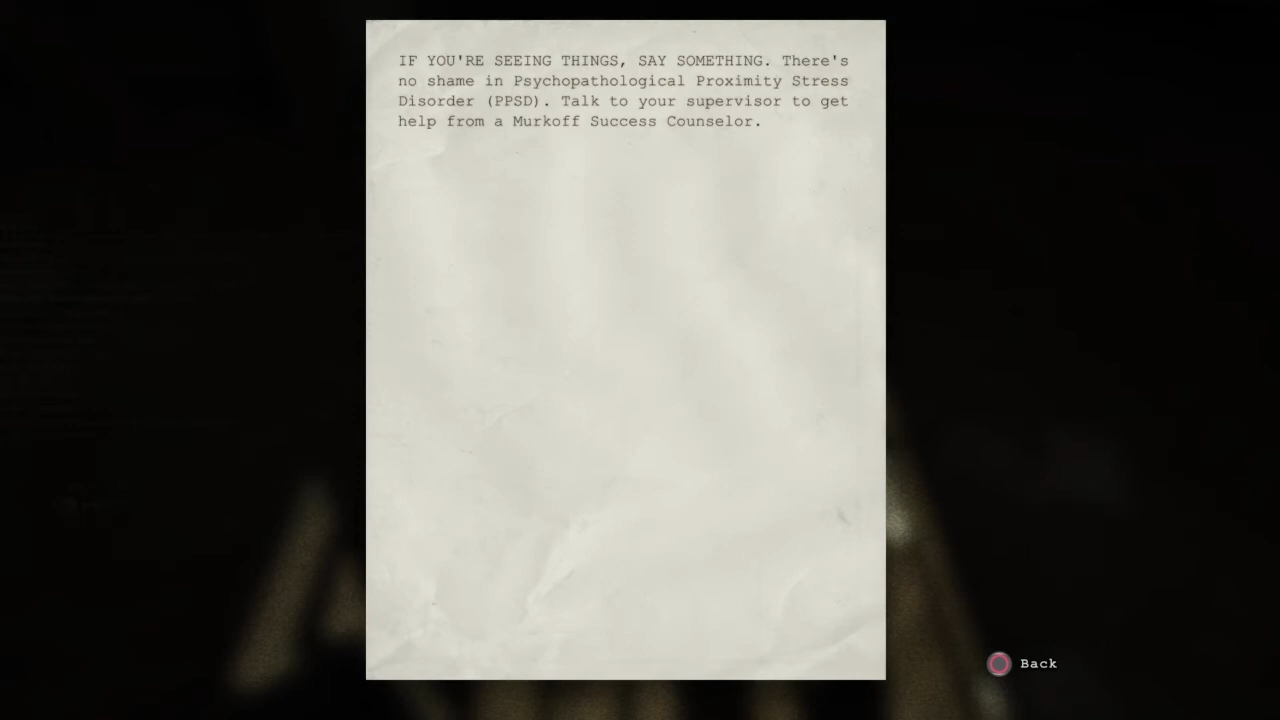 IF YOU'RE SEEING THINGS, SAY SOMETHING. There's
no shame in Psychopathological Proximity Stress
Disorder (PPSD). Talk to your supervisor to get
help from a Murkoff Success Counselor.
Back